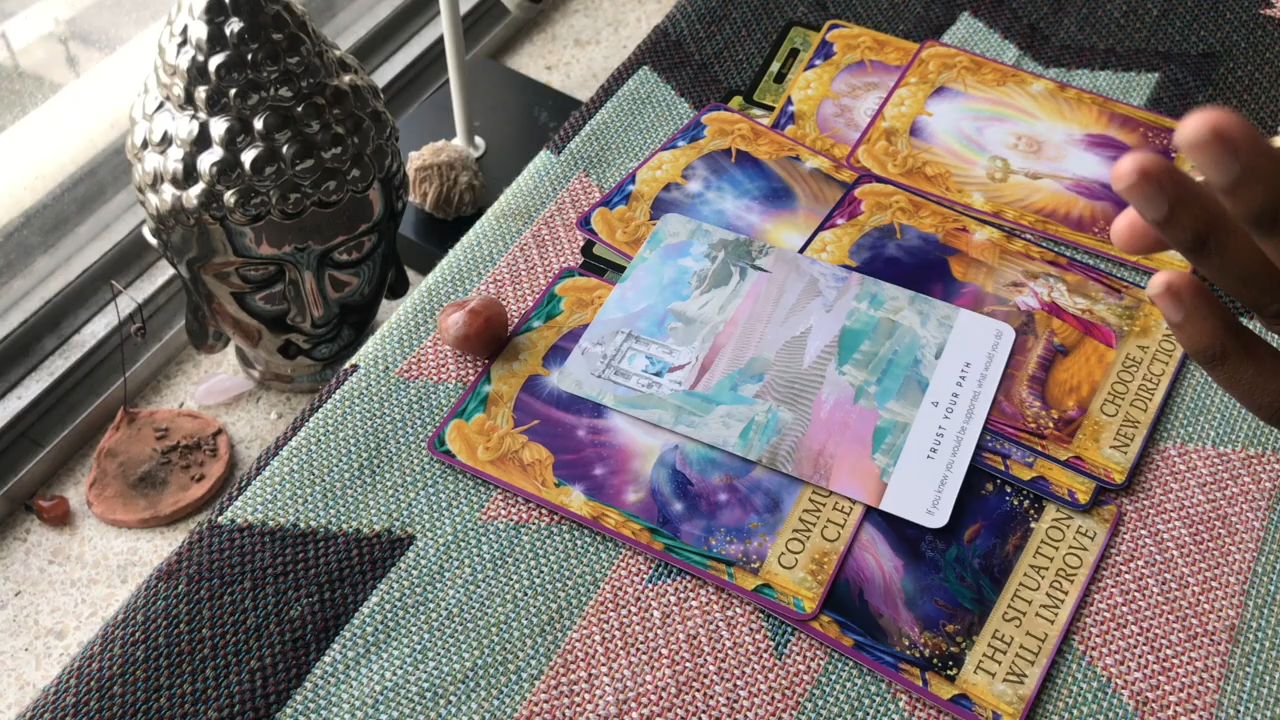 CHOOSE A
NEW DIRECTION
TRUST YOUR PATH
If you knew you would be supported, what would you do?
COMMU
CLE
THE SITUATION
WILL IMPROVE